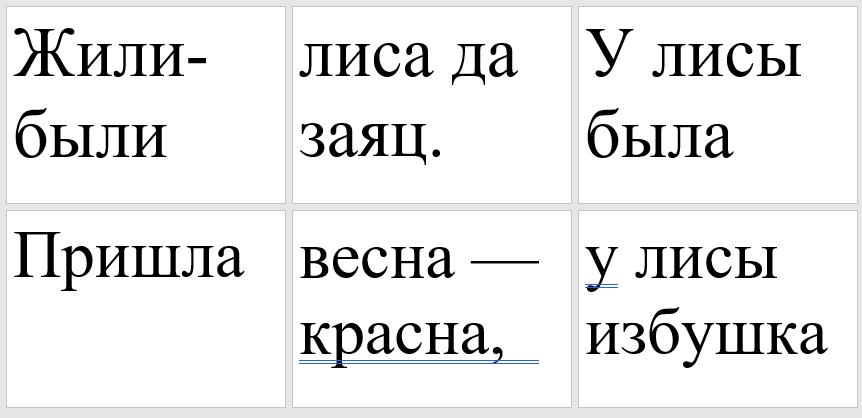 Жили-
были
лиса да
заяц.
У лисы
была
Пришла
весна —
красна,
у лисы
избушка